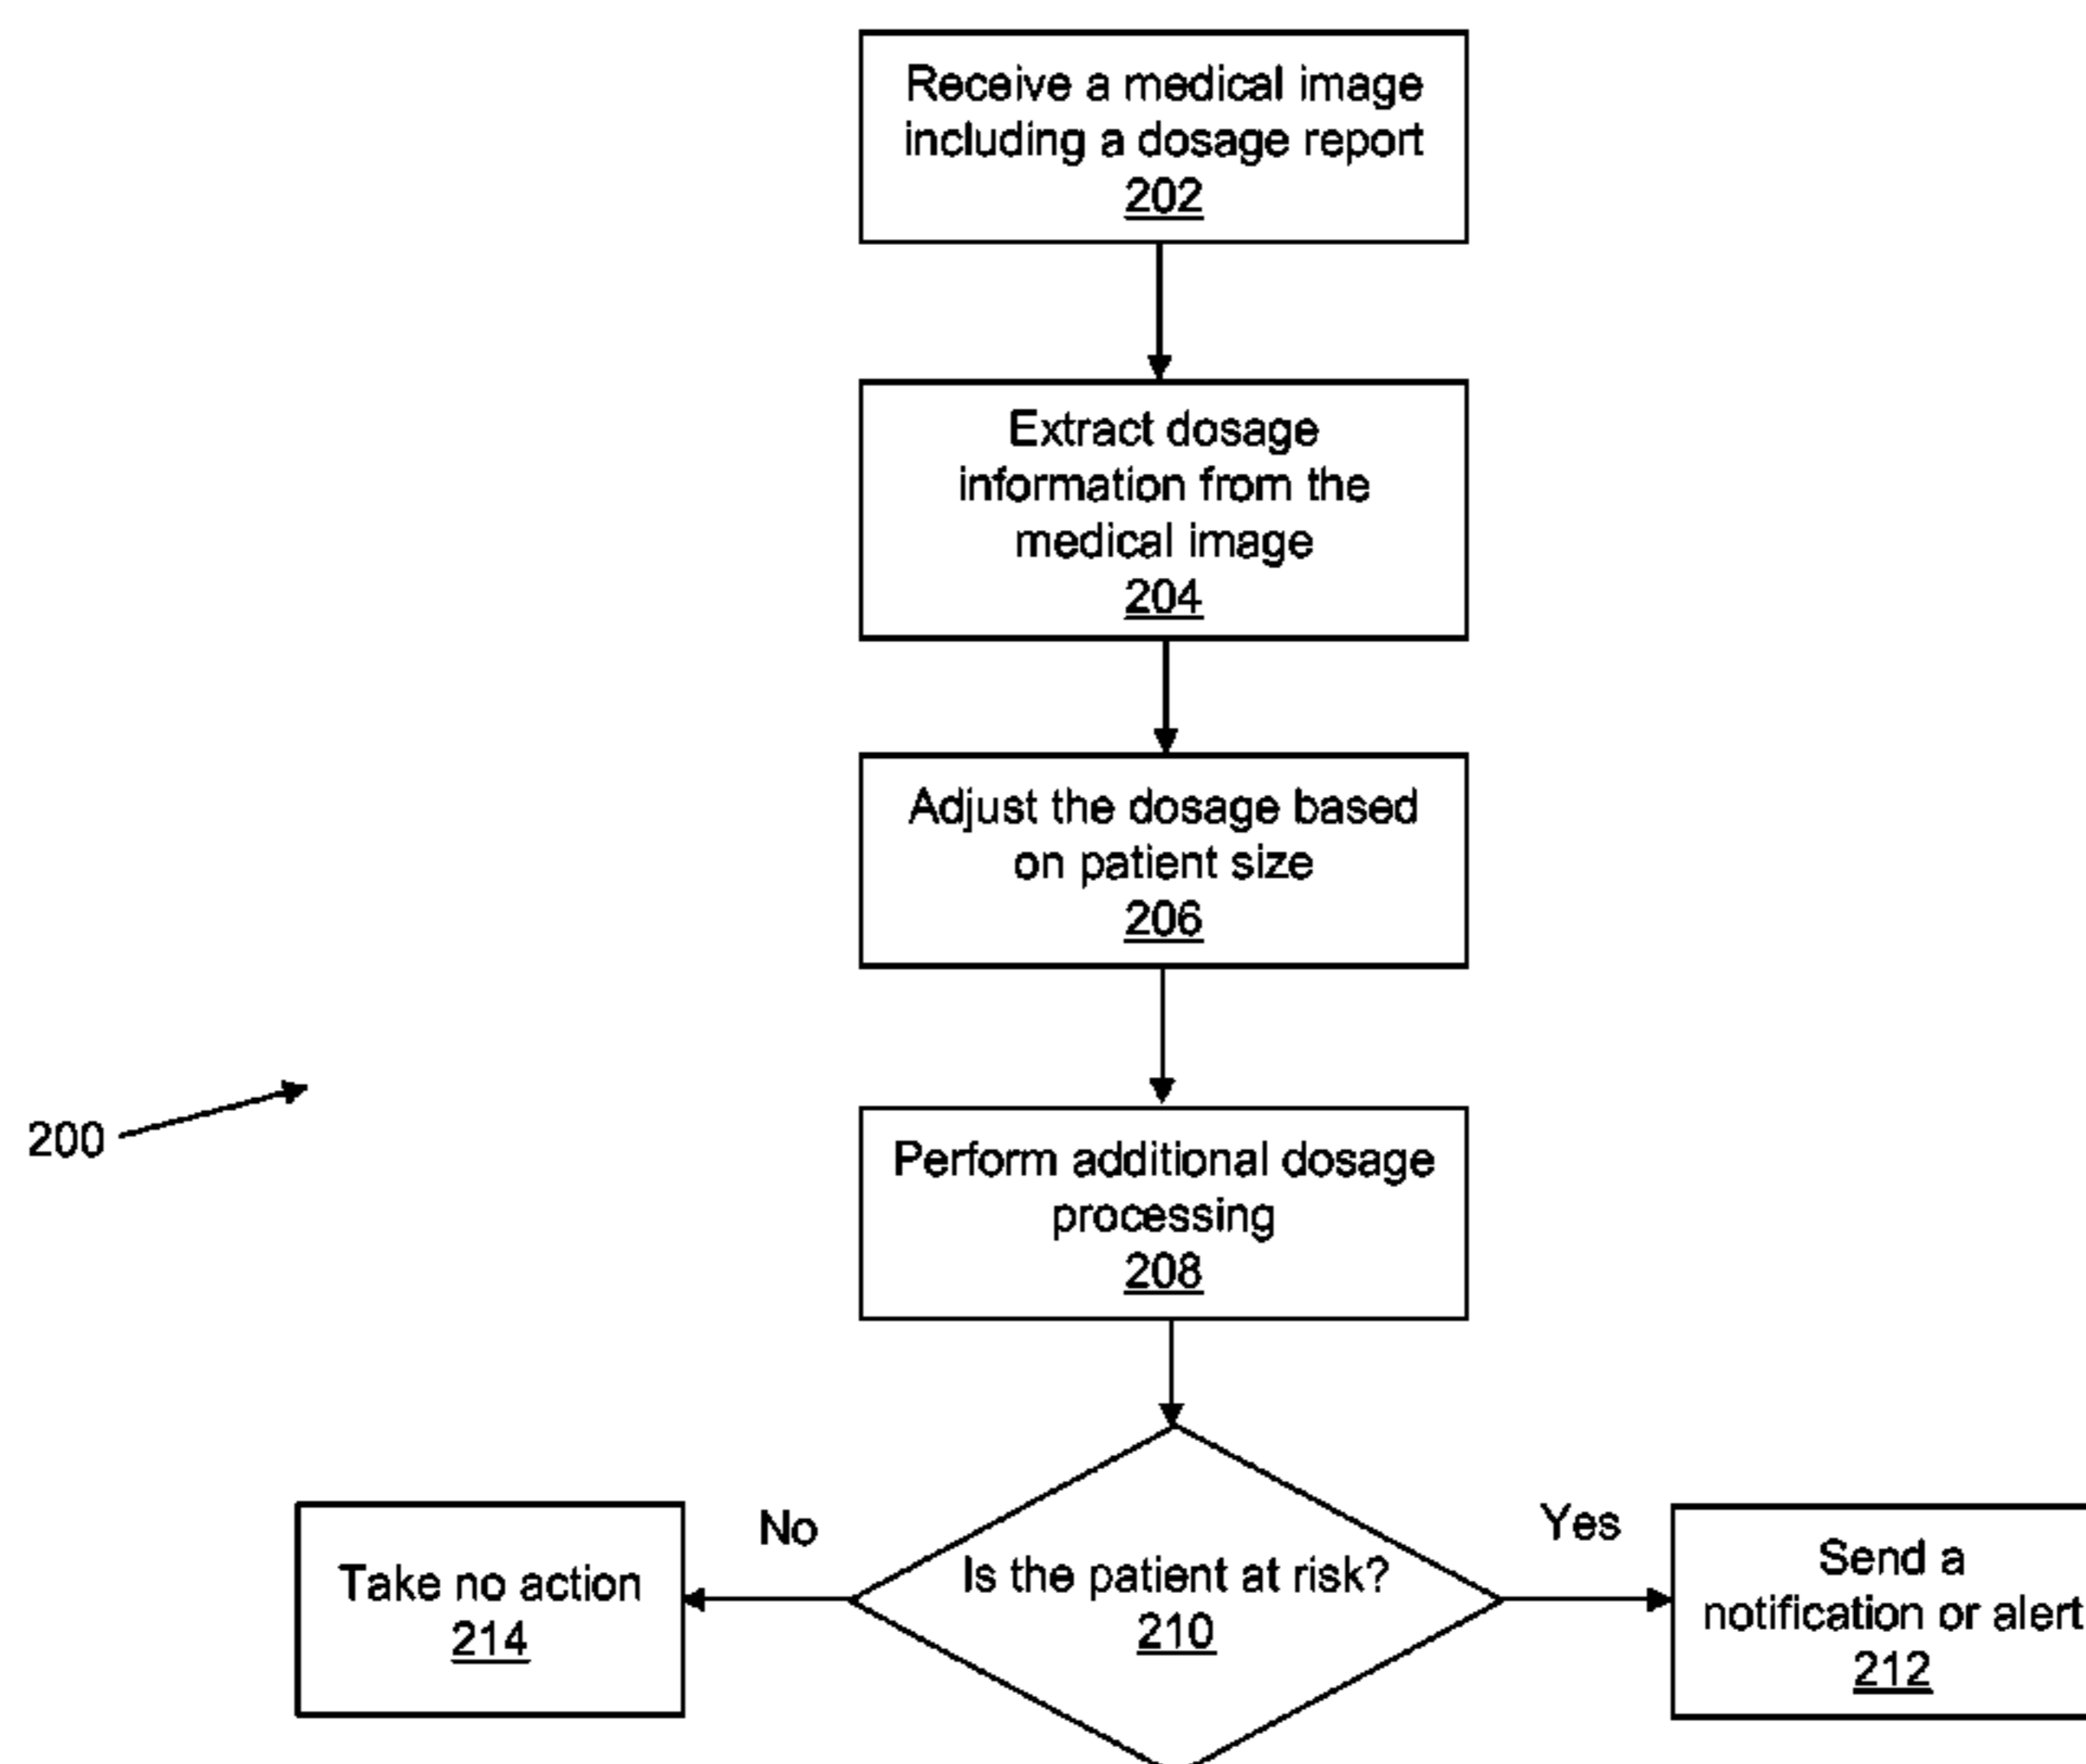 Receive a medical image
including a dosage report
202
Extract dosage
information from the
medical image
204
Adjust the dosage based
on patient size
206
200
Perform additional dosage
processing
208
No
Yes
Take no action
214
Is the patient at risk?
210
Send a
notification or alert
212